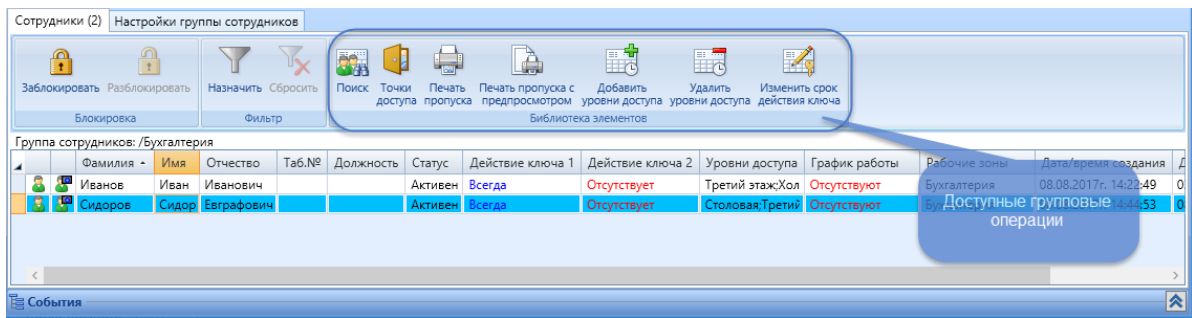 Сотрудники (2) Настройки группы сотрудников
Заблокировать Разблокировать Назначить Сбросить Поиск Точки доступа Печать пропуска Печать пропуска с предпросмотром Добавить уровни доступа Удалить уровни доступа Изменить срок действия ключа
Блокировка Фильтр Библиотека элементов
Группа сотрудников: /Бухгалтерия
Фамилия Имя Отчество Таб.№ Должность Статус Действие ключа 1 Действие ключа 2 Уровни доступа График работы Рабочие зоны Дата/время создания Д
Иванов Иван Иванович Активен Всегда Отсутствует Третий этаж;Хол Отсутствуют Бухгалтерия 08.08.2017г. 14:22:49
Сидоров Сидор Евграфович Активен Всегда Отсутствует Столовая;Третий Отсутствуют 14:44:53
Доступные групповые
операции
События